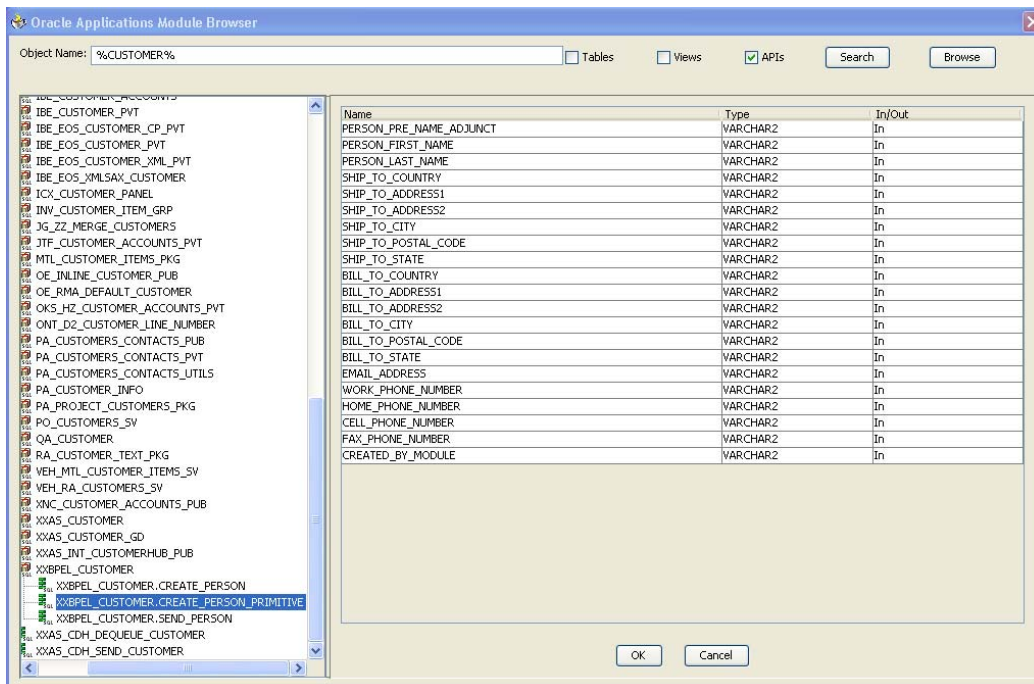 Oracle Applications Module Browser
Object Name: %CUSTOMER% Tables Views APIs Search Browse
IBE_CUSTOMER_ACCOUNTS
IBE_CUSTOMER_PVT
IBE_EOS_CUSTOMER_CP_PVT
IBE_EOS_CUSTOMER_PVT
IBE_EOS_CUSTOMER_XML_PVT
IBE_EOS_XMLSAX_CUSTOMER
ICX_CUSTOMER_PANEL
INV_CUSTOMER_ITEM_GRP
JG_ZZ_MERGE_CUSTOMERS
JTF_CUSTOMER_ACCOUNTS_PVT
MTL_CUSTOMER_ITEMS_PKG
OE_INLINE_CUSTOMER_PUB
OE_RMA_DEFAULT_CUSTOMER
OKS_HZ_CUSTOMER_ACCOUNTS_PVT
ONT_D2_CUSTOMER_LINE_NUMBER
PA_CUSTOMERS_CONTACTS_PUB
PA_CUSTOMERS_CONTACTS_PVT
PA_CUSTOMERS_CONTACTS_UTILS
PA_CUSTOMER_INFO
PA_PROJECT_CUSTOMERS_PKG
PO_CUSTOMERS_SV
QA_CUSTOMER
RA_CUSTOMER_TEXT_PKG
VEH_MTL_CUSTOMER_ITEMS_SV
VEH_RA_CUSTOMERS_SV
XNC_CUSTOMER_ACCOUNTS_PUB
XXAS_CUSTOMER
XXAS_CUSTOMER_GD
XXAS_INT_CUSTOMERHUB_PUB
XXBPEL_CUSTOMER
XXBPEL_CUSTOMER.CREATE_PERSON
XXBPEL_CUSTOMER.CREATE_PERSON_PRIMITIVE
XXBPEL_CUSTOMER.SEND_PERSON
XXAS_CDH_DEQUEUE_CUSTOMER
XXAS_CDH_SEND_CUSTOMER
Name Type In/Out
PERSON_PRE_NAME_ADJUNCT VARCHAR2 In
PERSON_FIRST_NAME VARCHAR2 In
PERSON_LAST_NAME VARCHAR2 In
SHIP_TO_COUNTRY VARCHAR2 In
SHIP_TO_ADDRESS1 VARCHAR2 In
SHIP_TO_ADDRESS2 VARCHAR2 In
SHIP_TO_CITY VARCHAR2 In
SHIP_TO_POSTAL_CODE VARCHAR2 In
SHIP_TO_STATE VARCHAR2 In
BILL_TO_COUNTRY VARCHAR2 In
BILL_TO_ADDRESS1 VARCHAR2 In
BILL_TO_ADDRESS2 VARCHAR2 In
BILL_TO_CITY VARCHAR2 In
BILL_TO_POSTAL_CODE VARCHAR2 In
BILL_TO_STATE VARCHAR2 In
EMAIL_ADDRESS VARCHAR2 In
WORK_PHONE_NUMBER VARCHAR2 In
HOME_PHONE_NUMBER VARCHAR2 In
CELL_PHONE_NUMBER VARCHAR2 In
FAX_PHONE_NUMBER VARCHAR2 In
CREATED_BY_MODULE VARCHAR2 In
OK Cancel